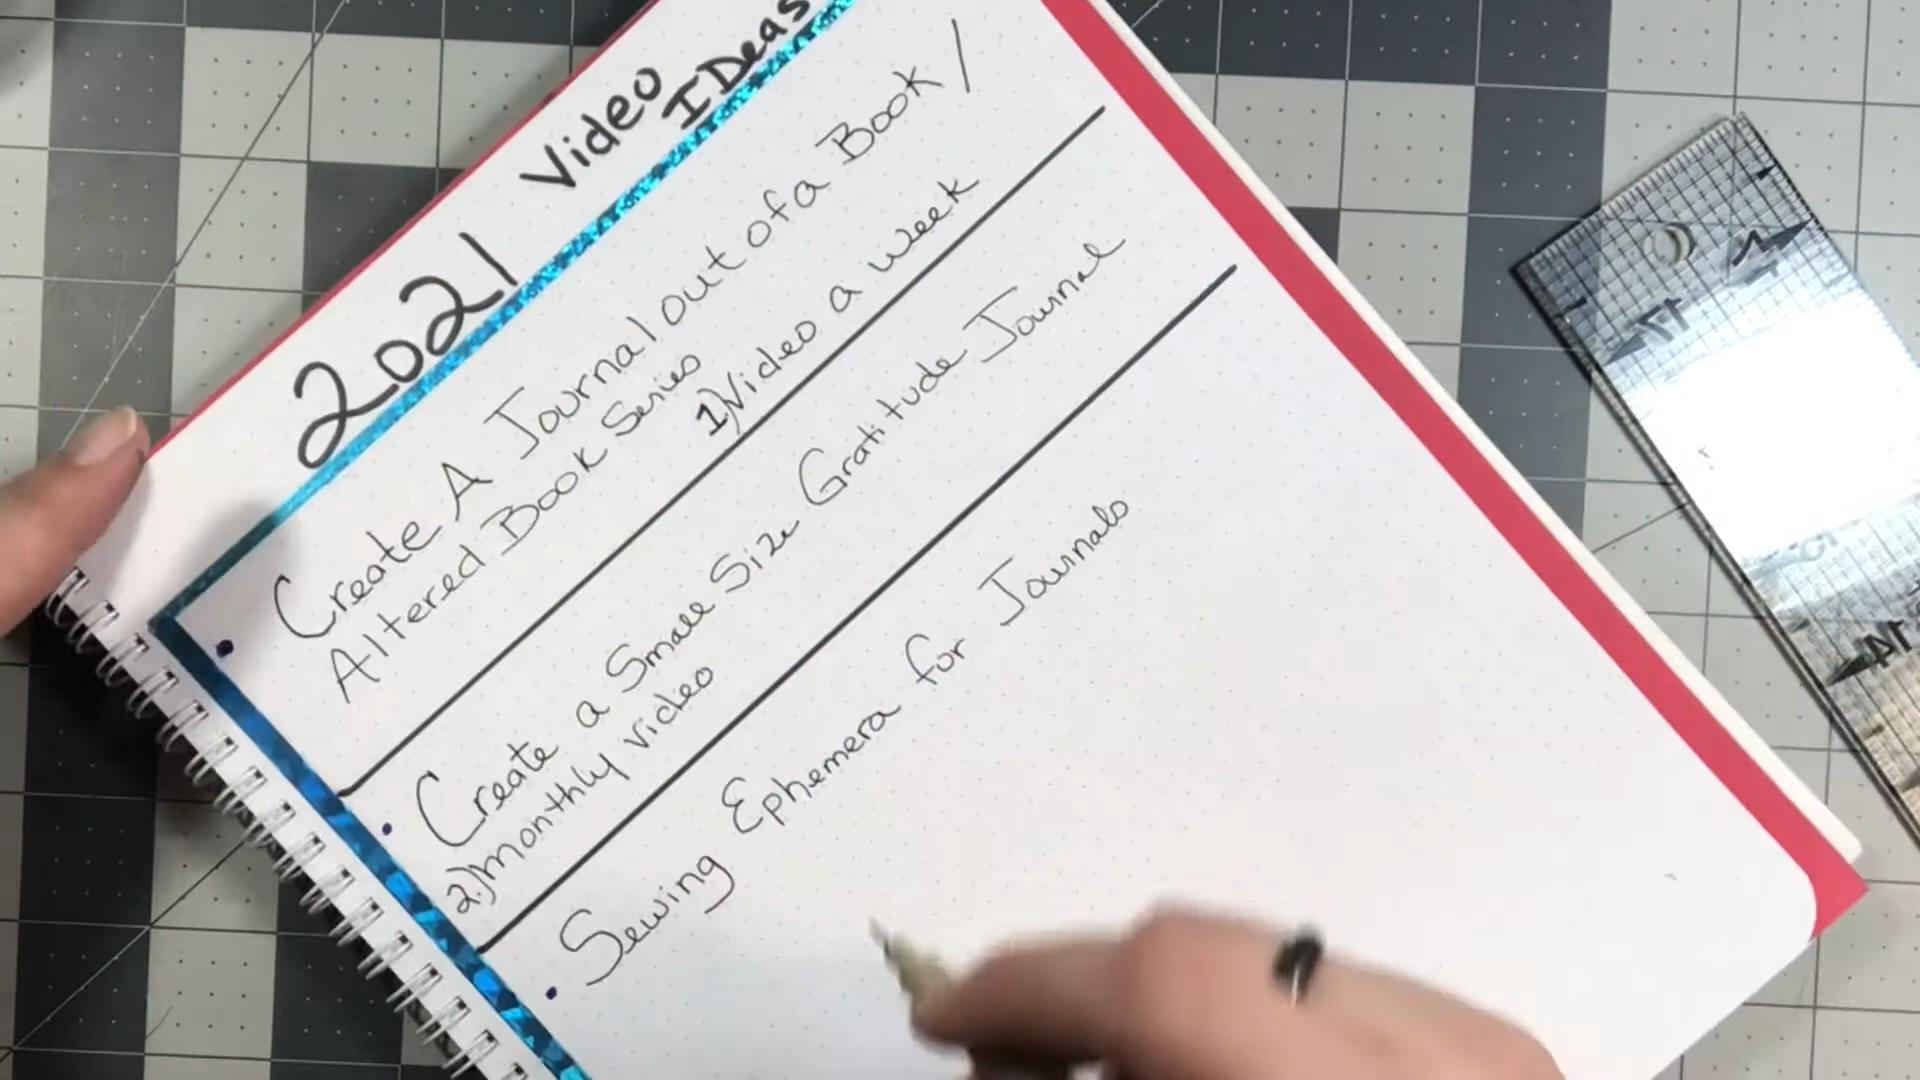 2021 Video IDeas
• Create A Journal out of a Book /
Altered Book Series
1) Video a week
• Create a Small Size Gratitude Journal
2) monthly video
• Sewing Ephemera for Journals